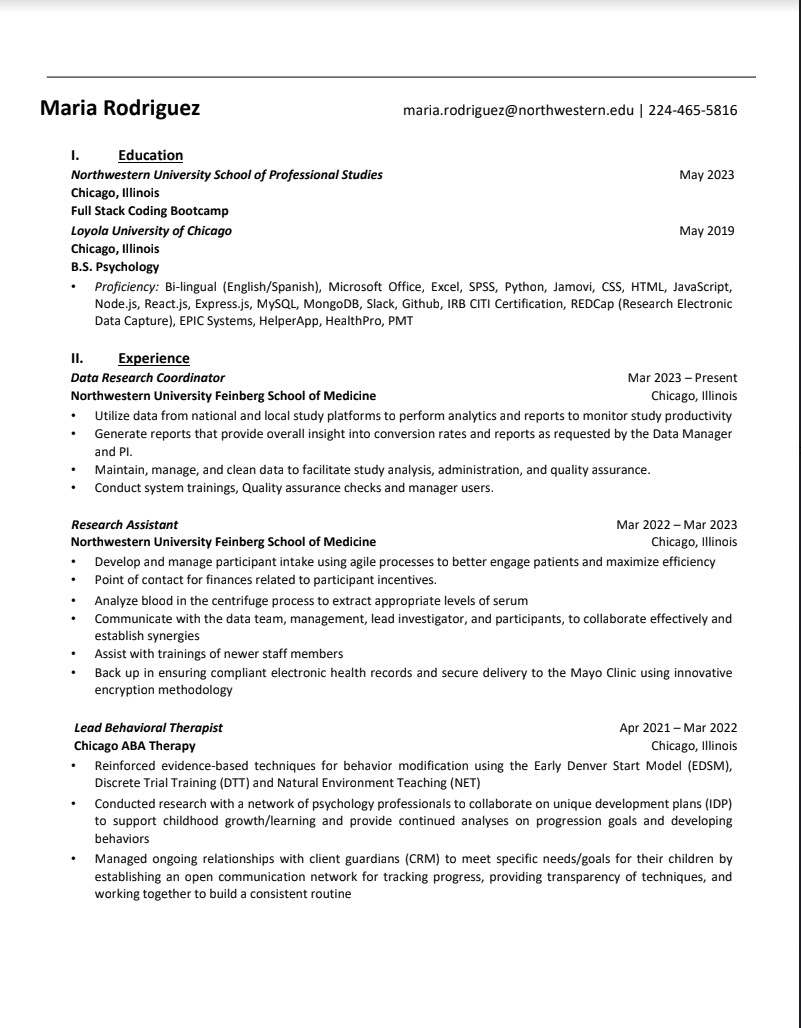 Maria Rodriguez maria.rodriguez@northwestern.edu | 224-465-5816
I. Education
Northwestern University School of Professional Studies May 2023
Chicago, Illinois
Full Stack Coding Bootcamp
Loyola University of Chicago May 2019
Chicago, Illinois
B.S. Psychology
• Proficiency: Bi-lingual (English/Spanish), Microsoft Office, Excel, SPSS, Python, Jamovi, CSS, HTML, JavaScript,
Node.js, React.js, Express.js, MySQL, MongoDB, Slack, Github, IRB CITI Certification, REDCap (Research Electronic
Data Capture), EPIC Systems, HelperApp, HealthPro, PMT
II. Experience
Data Research Coordinator Mar 2023 – Present
Northwestern University Feinberg School of Medicine Chicago, Illinois
• Utilize data from national and local study platforms to perform analytics and reports to monitor study productivity
• Generate reports that provide overall insight into conversion rates and reports as requested by the Data Manager
and PI.
• Maintain, manage, and clean data to facilitate study analysis, administration, and quality assurance.
• Conduct system trainings, Quality assurance checks and manager users.
Research Assistant Mar 2022 – Mar 2023
Northwestern University Feinberg School of Medicine Chicago, Illinois
• Develop and manage participant intake using agile processes to better engage patients and maximize efficiency
• Point of contact for finances related to participant incentives.
• Analyze blood in the centrifuge process to extract appropriate levels of serum
• Communicate with the data team, management, lead investigator, and participants, to collaborate effectively and
establish synergies
• Assist with trainings of newer staff members
• Back up in ensuring compliant electronic health records and secure delivery to the Mayo Clinic using innovative
encryption methodology
Lead Behavioral Therapist Apr 2021 – Mar 2022
Chicago ABA Therapy Chicago, Illinois
• Reinforced evidence-based techniques for behavior modification using the Early Denver Start Model (EDSM),
Discrete Trial Training (DTT) and Natural Environment Teaching (NET)
• Conducted research with a network of psychology professionals to collaborate on unique development plans (IDP)
to support childhood growth/learning and provide continued analyses on progression goals and developing
behaviors
• Managed ongoing relationships with client guardians (CRM) to meet specific needs/goals for their children by
establishing an open communication network for tracking progress, providing transparency of techniques, and
working together to build a consistent routine